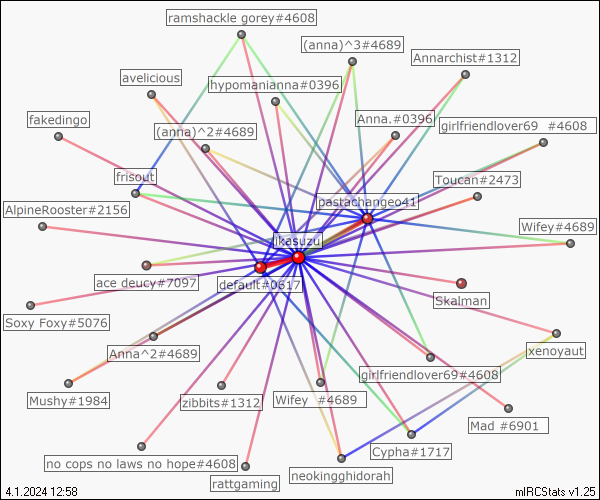 ramshackle gorey#4608
(anna)^3#4689
Annarchist#1312
avelicious
hypomanianna#0396
fakedingo
(anna)^2#4689
Anna.#0396
girlfriendlover69 #4608
frisout
pastachangeo41
Toucan#2473
AlpineRooster#2156
Wifey#4689
ikasuzu
ace deucy#7097
default#0617
Skalman
Soxy Foxy#5076
Anna^2#4689
xenoyaut
girlfriendlover69#4608
Mushy#1984
zibbits#1312
Wifey #4689
Mad #6901
Cypha#1717
no cops no laws no hope#4608
rattgaming
neokingghidorah
4.1.2024 12:58
mIRCStats v1.25